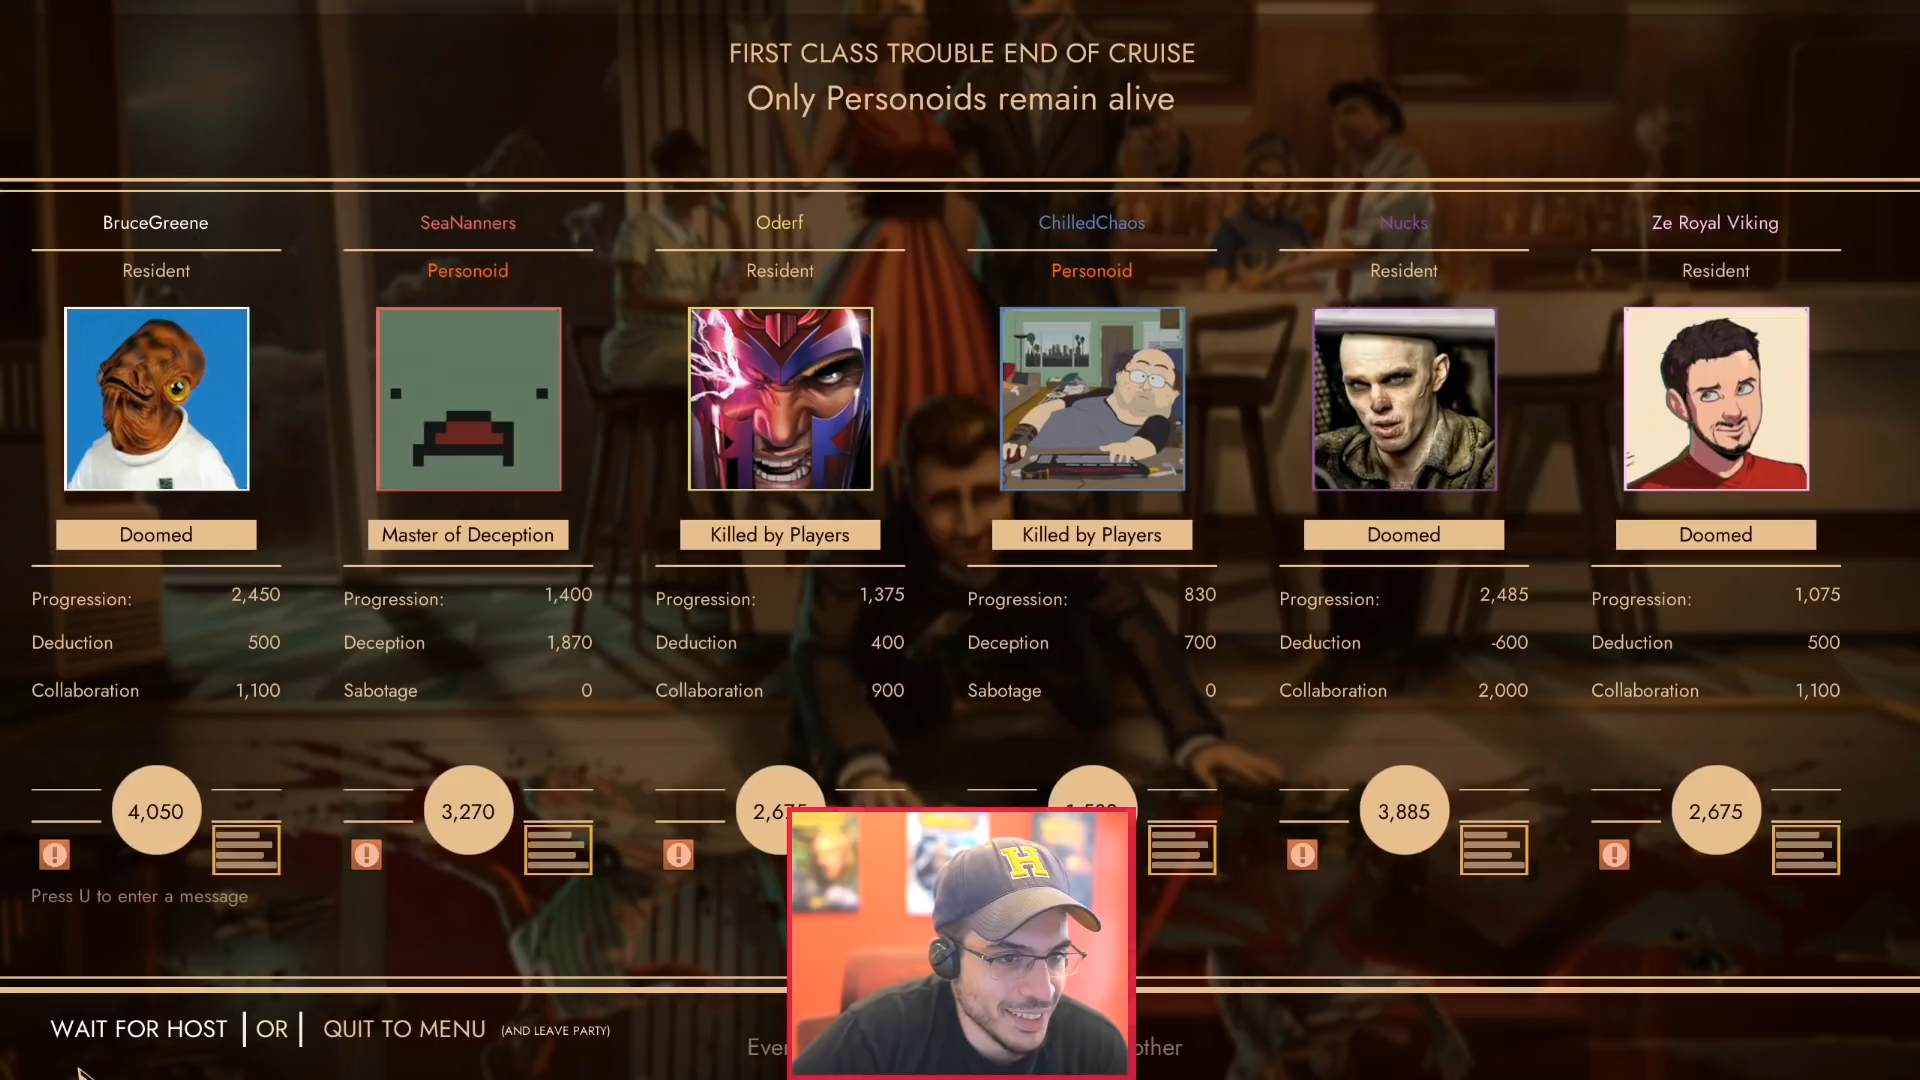 FIRST CLASS TROUBLE END OF CRUISE
Only Personoids remain alive
BruceGreene SeaNanners Oderf ChilledChaos Nucks Ze Royal Viking
Resident Personoid Resident Personoid Resident Resident
Doomed Master of Deception Killed by Players Killed by Players Doomed Doomed
Progression: 2,450 Progression: 1,400 Progression: 1,375 Progression: 830 Progression: 2,485 Progression: 1,075
Deduction 500 Deception 1,870 Deduction 400 Deception 700 Deduction -600 Deduction 500
Collaboration 1,100 Sabotage 0 Collaboration 900 Sabotage 0 Collaboration 2,000 Collaboration 1,100
4,050 3,270 3,885 2,675
Press U to enter a message
H
WAIT FOR HOST OR QUIT TO MENU (AND LEAVE PARTY)